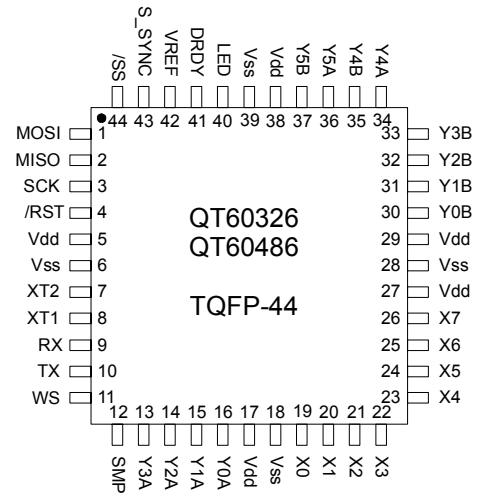 /SS S_SYNC VREF DRDY LED Vss Vdd Y5B Y5A Y4B Y4A
44 43 42 41 40 39 38 37 36 35 34
MOSI 1 33 Y3B
MISO 2 32 Y2B
SCK 3 31 Y1B
/RST 4 30 Y0B
Vdd 5 29 Vdd
Vss 6 28 Vss
XT2 7 27 Vdd
XT1 8 26 X7
RX 9 25 X6
TX 10 24 X5
WS 11 23 X4
QT60326
QT60486
TQFP-44
12 13 14 15 16 17 18 19 20 21 22
SMP Y3A Y2A Y1A Y0A Vdd Vss X0 X1 X2 X3